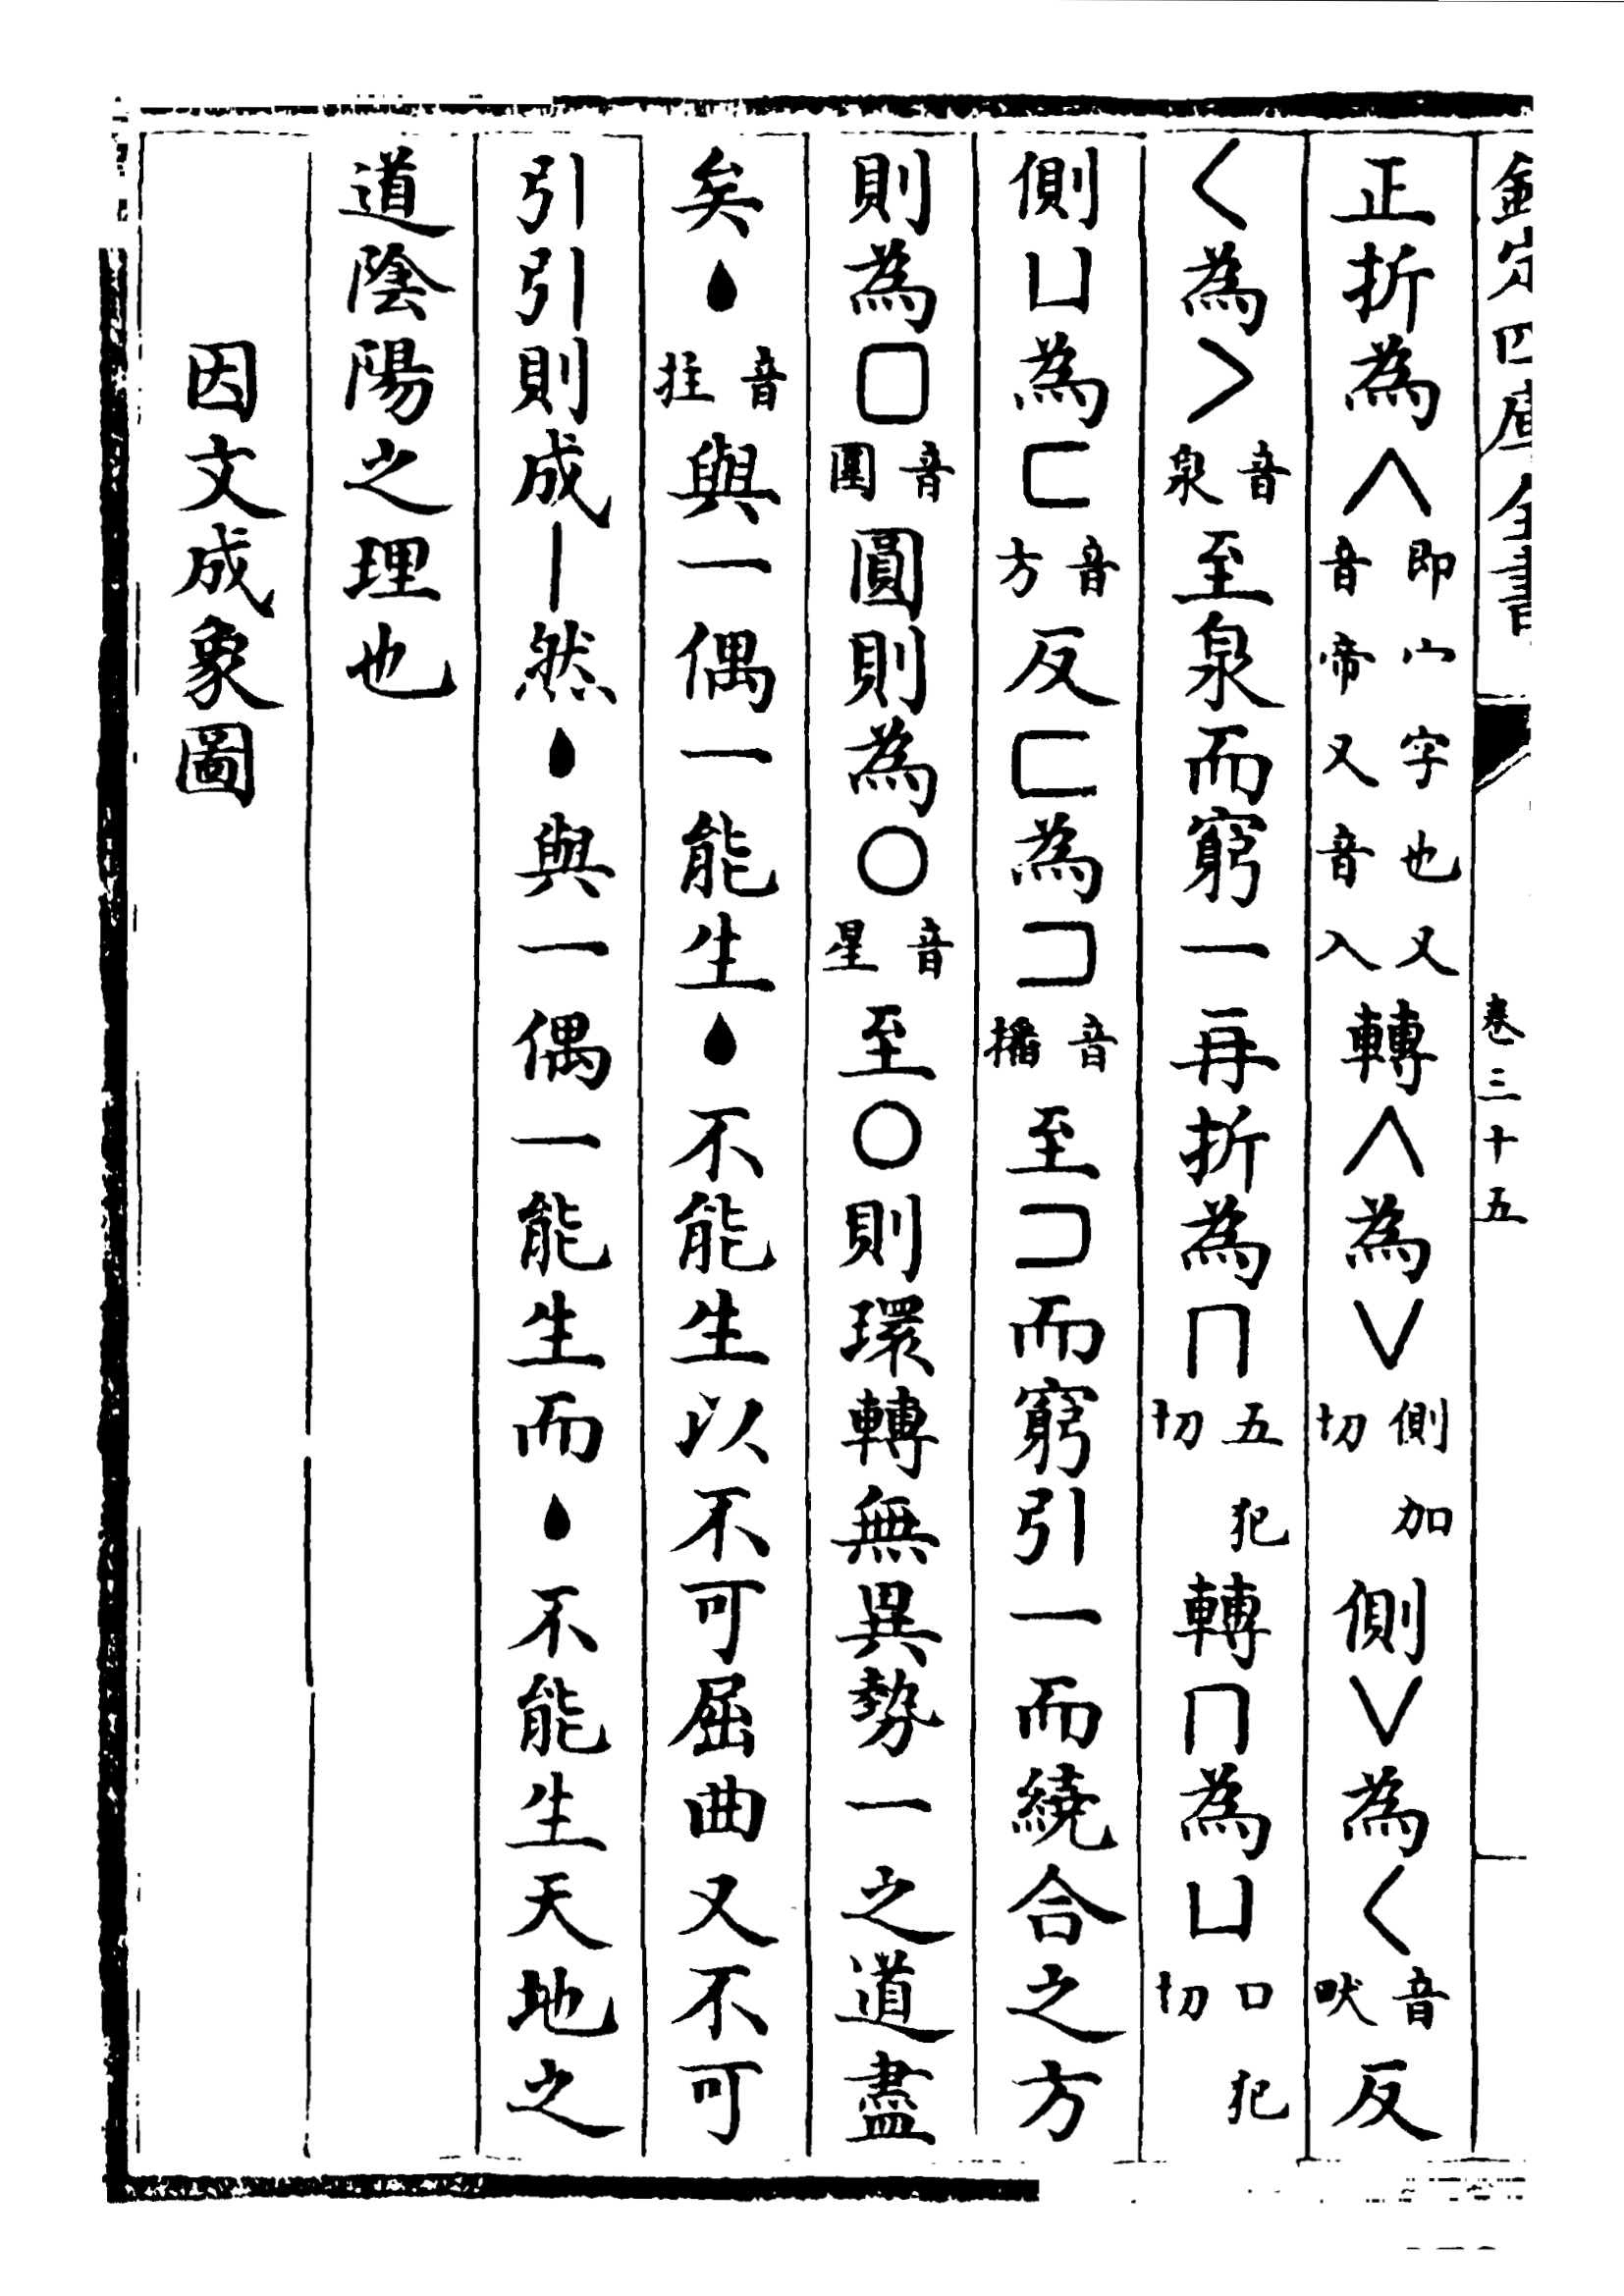 欽定四庫全書
卷三十五
正折為∧即宀字也又音帝又音入轉∧為∨側加切側∨為〈音吠反
〈為〉音泉至泉而窮一再折為冂五犯切轉冂為凵口犯切
側凵為匚音方反匚為コ音播至コ而窮引一而繞合之方
則為口音圍圓則為○音星至○則環轉無異勢一之道盡
矣丶音拄與一偶一能生丶不能生以不可屈曲又不可
引引則成丨然丶與一偶一能生而丶不能生天地之
道陰陽之理也
因文成象圖